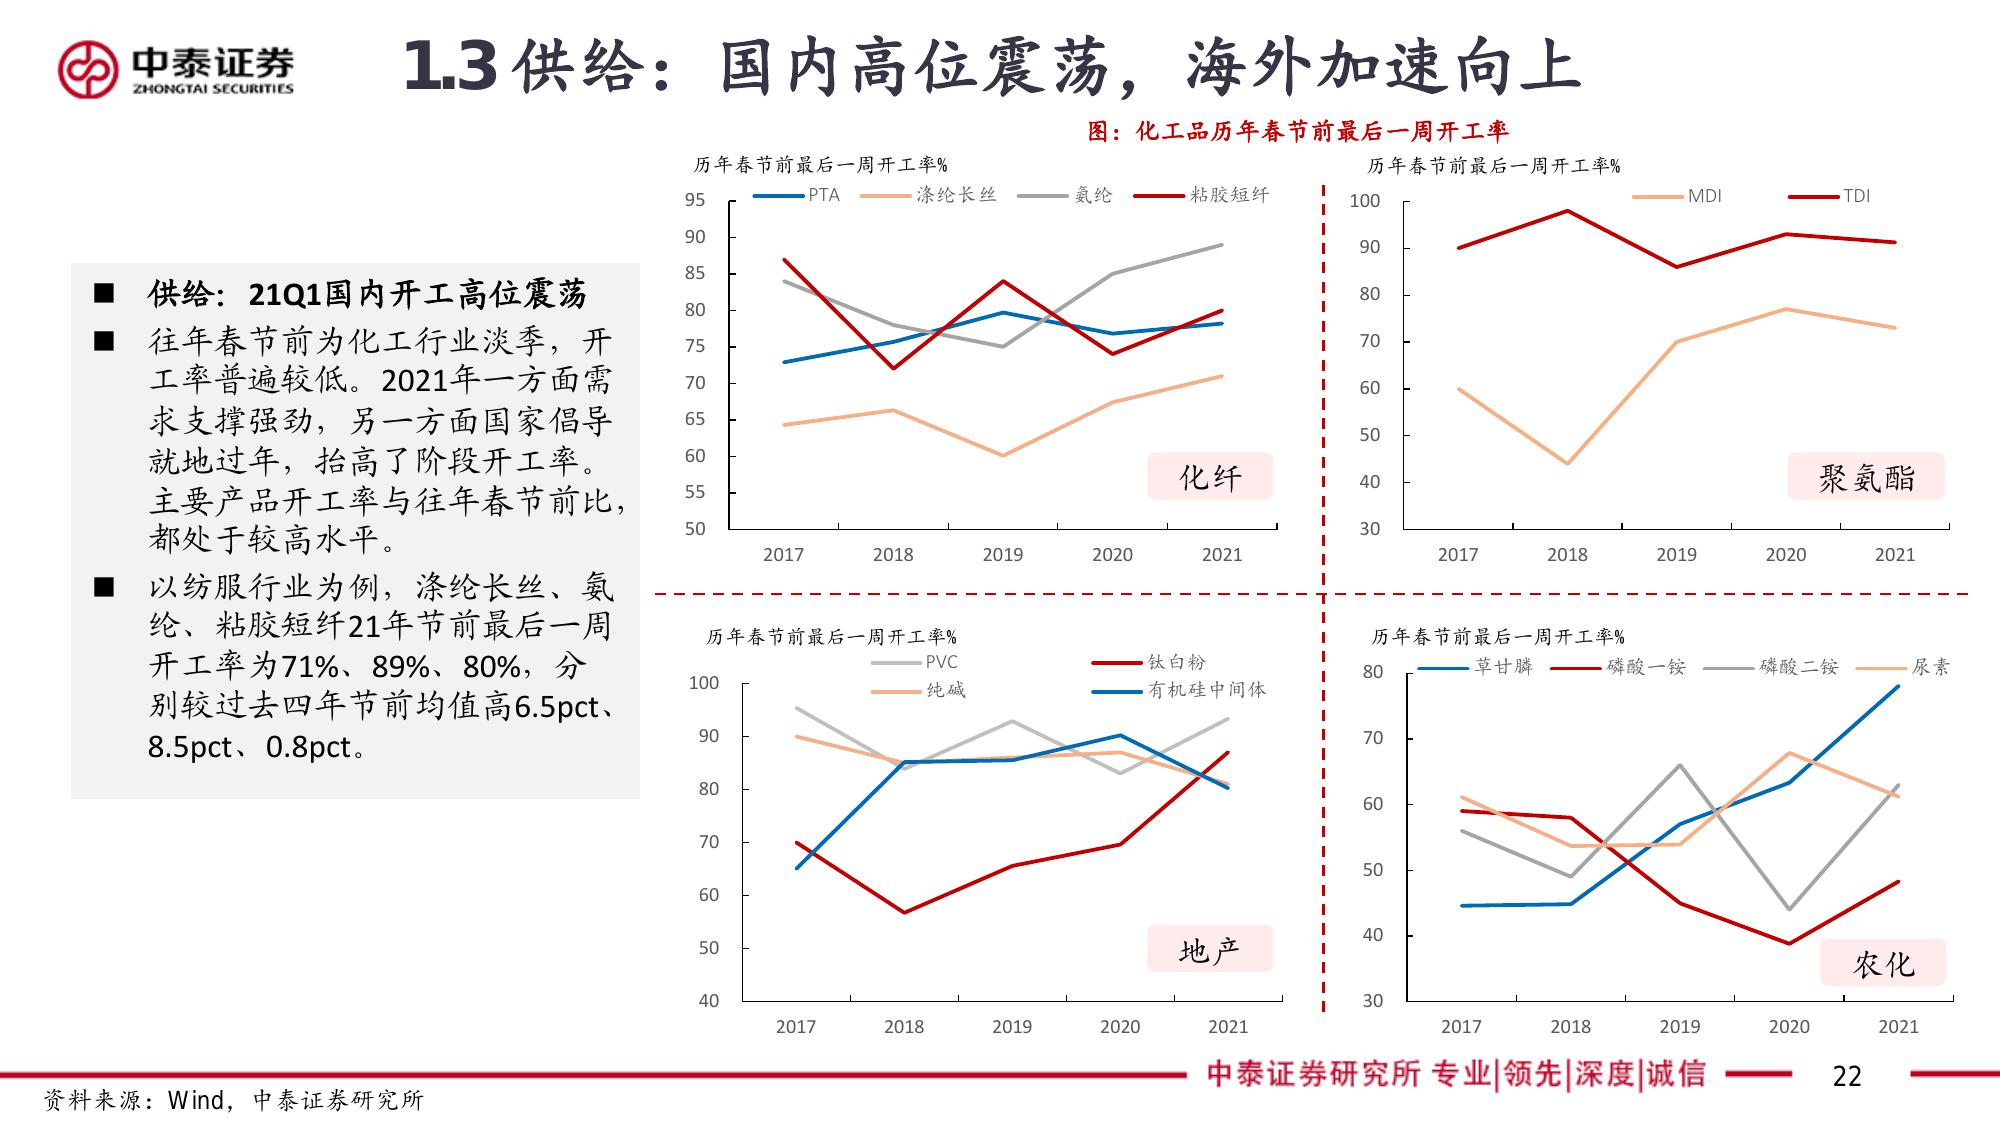 中泰证券
ZHONGTAI SECURITIES
1.3供给：国内高位震荡，海外加速向上
图：化工品历年春节前最后一周开工率
■ 供给：21Q1国内开工高位震荡
■ 往年春节前为化工行业淡季，开
工率普遍较低。2021年一方面需
求支撑强劲，另一方面国家倡导
就地过年，抬高了阶段开工率。
主要产品开工率与往年春节前比，
都处于较高水平。
■ 以纺服行业为例，涤纶长丝、氨
纶、粘胶短纤21年节前最后一周
开工率为71%、89%、80%，分
别较过去四年节前均值高6.5pct、
8.5pct、0.8pct。
历年春节前最后一周开工率%
PTA 涤纶长丝 氨纶 粘胶短纤
95
90
85
80
75
70
65
60
55
50
2017 2018 2019 2020 2021
化纤
历年春节前最后一周开工率%
MDI TDI
100
90
80
70
60
50
40
30
2017 2018 2019 2020 2021
聚氨酯
历年春节前最后一周开工率%
PVC 钛白粉
纯碱 有机硅中间体
100
90
80
70
60
50
40
2017 2018 2019 2020 2021
地产
历年春节前最后一周开工率%
草甘膦 磷酸一铵 磷酸二铵 尿素
80
70
60
50
40
30
2017 2018 2019 2020 2021
农化
中泰证券研究所 专业|领先|深度|诚信
22
资料来源：Wind，中泰证券研究所